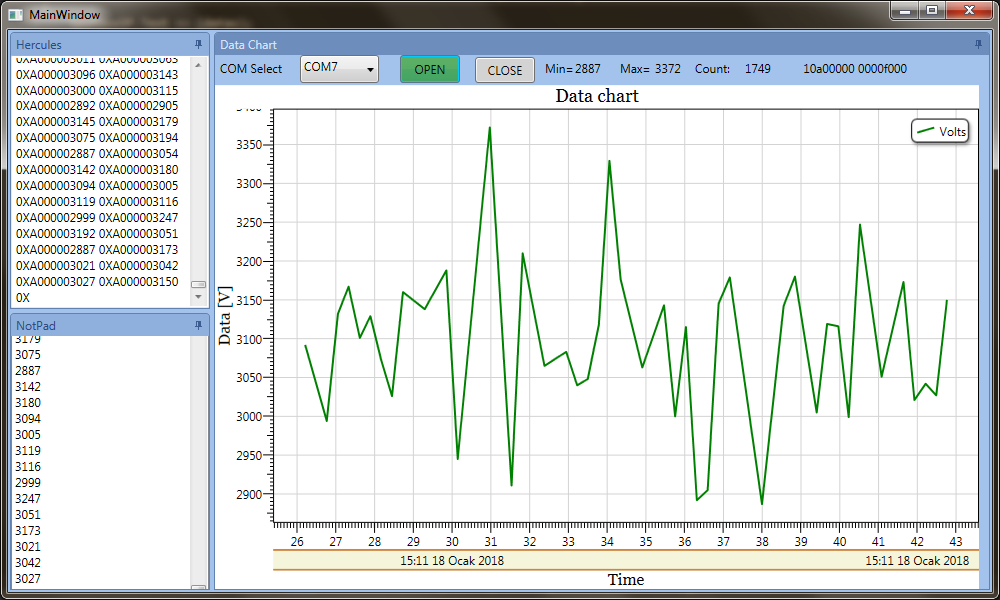 MainWindow
Hercules
0XA000003011 0XA000003063
0XA000003096 0XA000003143
0XA000003000 0XA000003115
0XA000002892 0XA000002905
0XA000003145 0XA000003179
0XA000003075 0XA000003194
0XA000002887 0XA000003054
0XA000003142 0XA000003180
0XA000003094 0XA000003005
0XA000003119 0XA000003116
0XA000002999 0XA000003247
0XA000003192 0XA000003051
0XA000002887 0XA000003173
0XA000003021 0XA000003042
0XA000003027 0XA000003150
0X
NotPad
3179
3075
2887
3142
3180
3094
3005
3119
3116
2999
3247
3051
3173
3021
3042
3027
Data Chart
COM Select COM7 OPEN CLOSE Min= 2887 Max= 3372 Count: 1749 10a00000 0000f000
Data chart
Volts
Data [V]
3400
3350
3300
3250
3200
3150
3100
3050
3000
2950
2900
26 27 28 29 30 31 32 33 34 35 36 37 38 39 40 41 42 43
15:11 18 Ocak 2018 15:11 18 Ocak 2018
Time